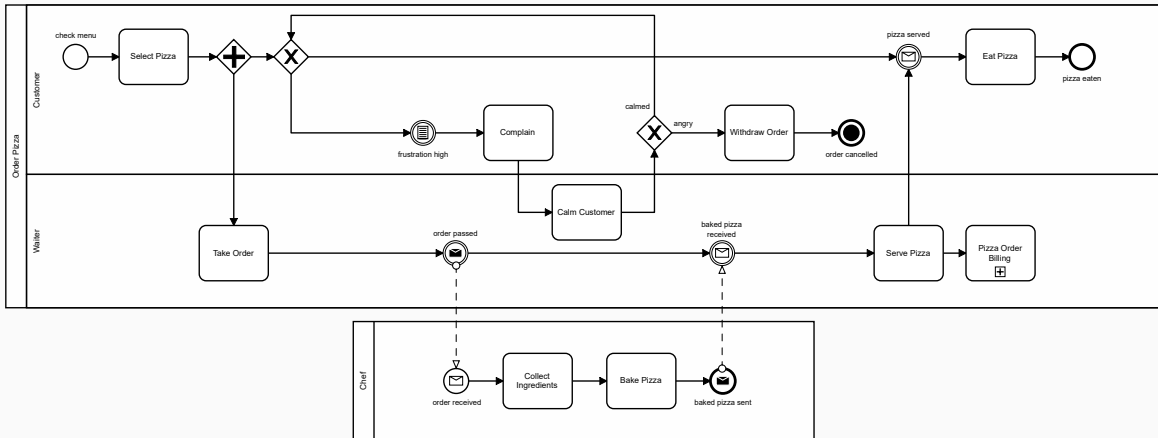 Order Pizza
Customer
check menu
Select Pizza
pizza served
Eat Pizza
pizza eaten
frustration high
Complain
calmed
angry
Withdraw Order
order cancelled
Waiter
Calm Customer
Take Order
order passed
baked pizza
received
Serve Pizza
Pizza Order
Billing
Chef
order received
Collect
Ingredients
Bake Pizza
baked pizza sent